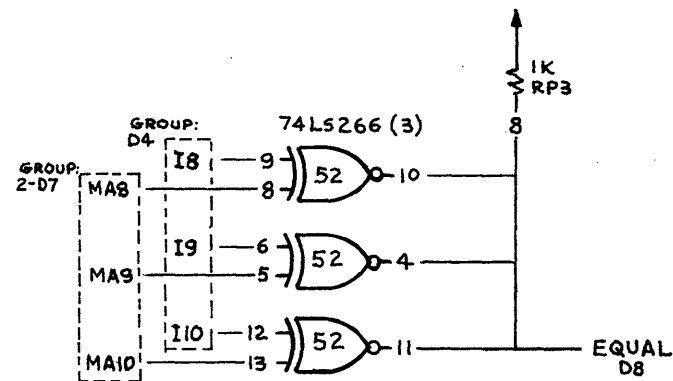 1K
RP3
8
74LS266 (3)
GROUP:
D4
GROUP:
2-D7
I8
9
MA8
8
52
10
I9
6
MA9
5
52
4
I10
12
MA10
13
52
11
EQUAL
D8